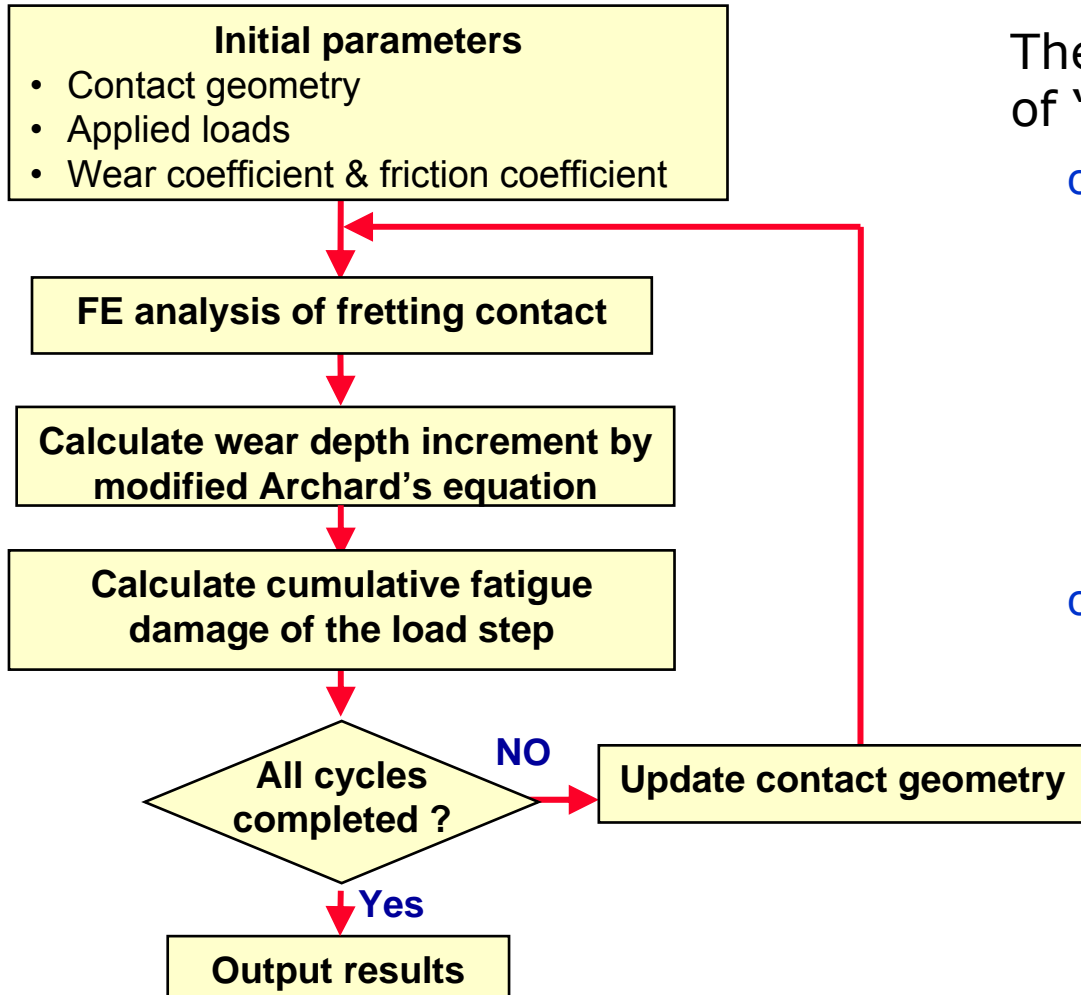 Initial parameters
• Contact geometry
• Applied loads
• Wear coefficient & friction coefficient
FE analysis of fretting contact
Calculate wear depth increment by
modified Archard’s equation
Calculate cumulative fatigue
damage of the load step
All cycles
completed ?
NO
Update contact geometry
Yes
Output results
The
of